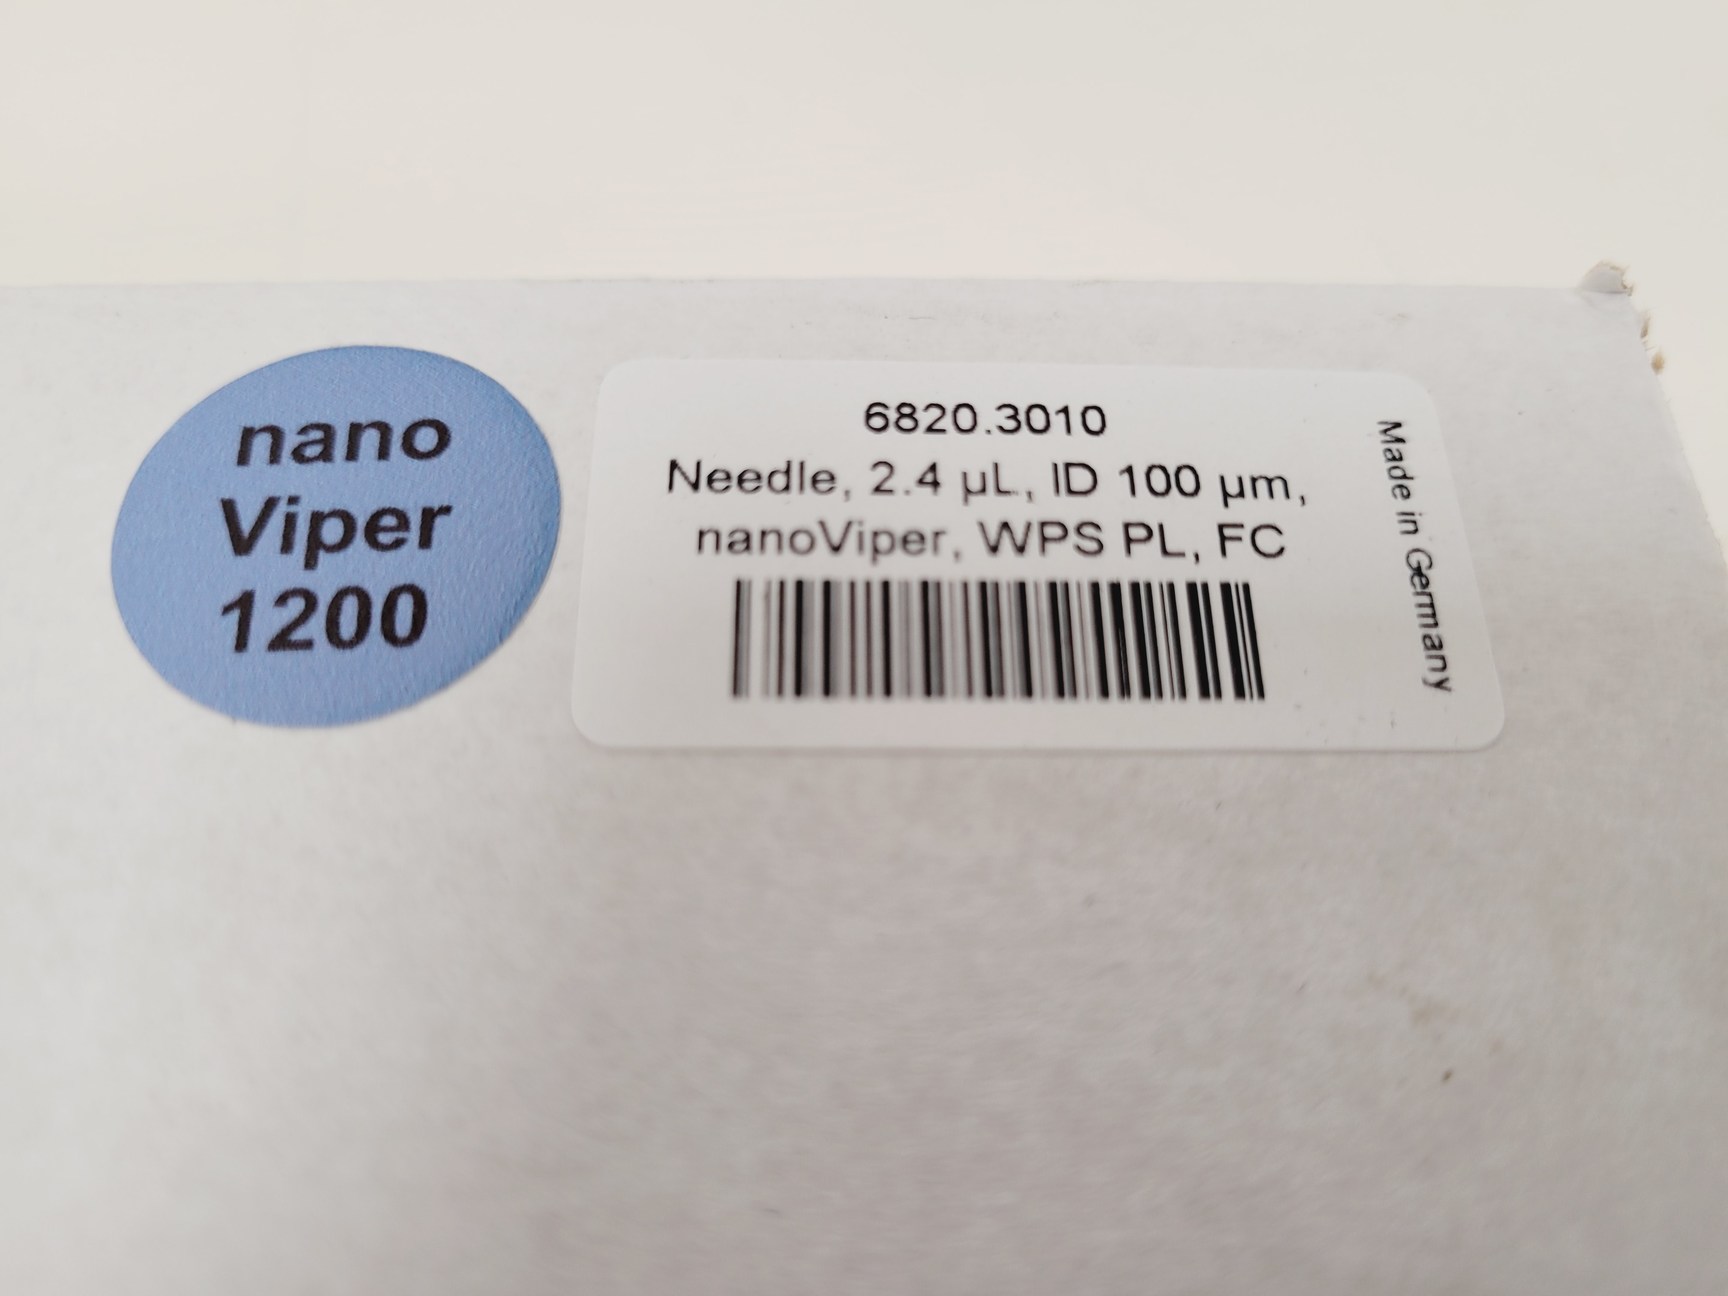 nano
Viper
1200
6820.3010
Needle, 2.4 µL, ID 100 µm,
nanoViper, WPS PL, FC
Made in Germany